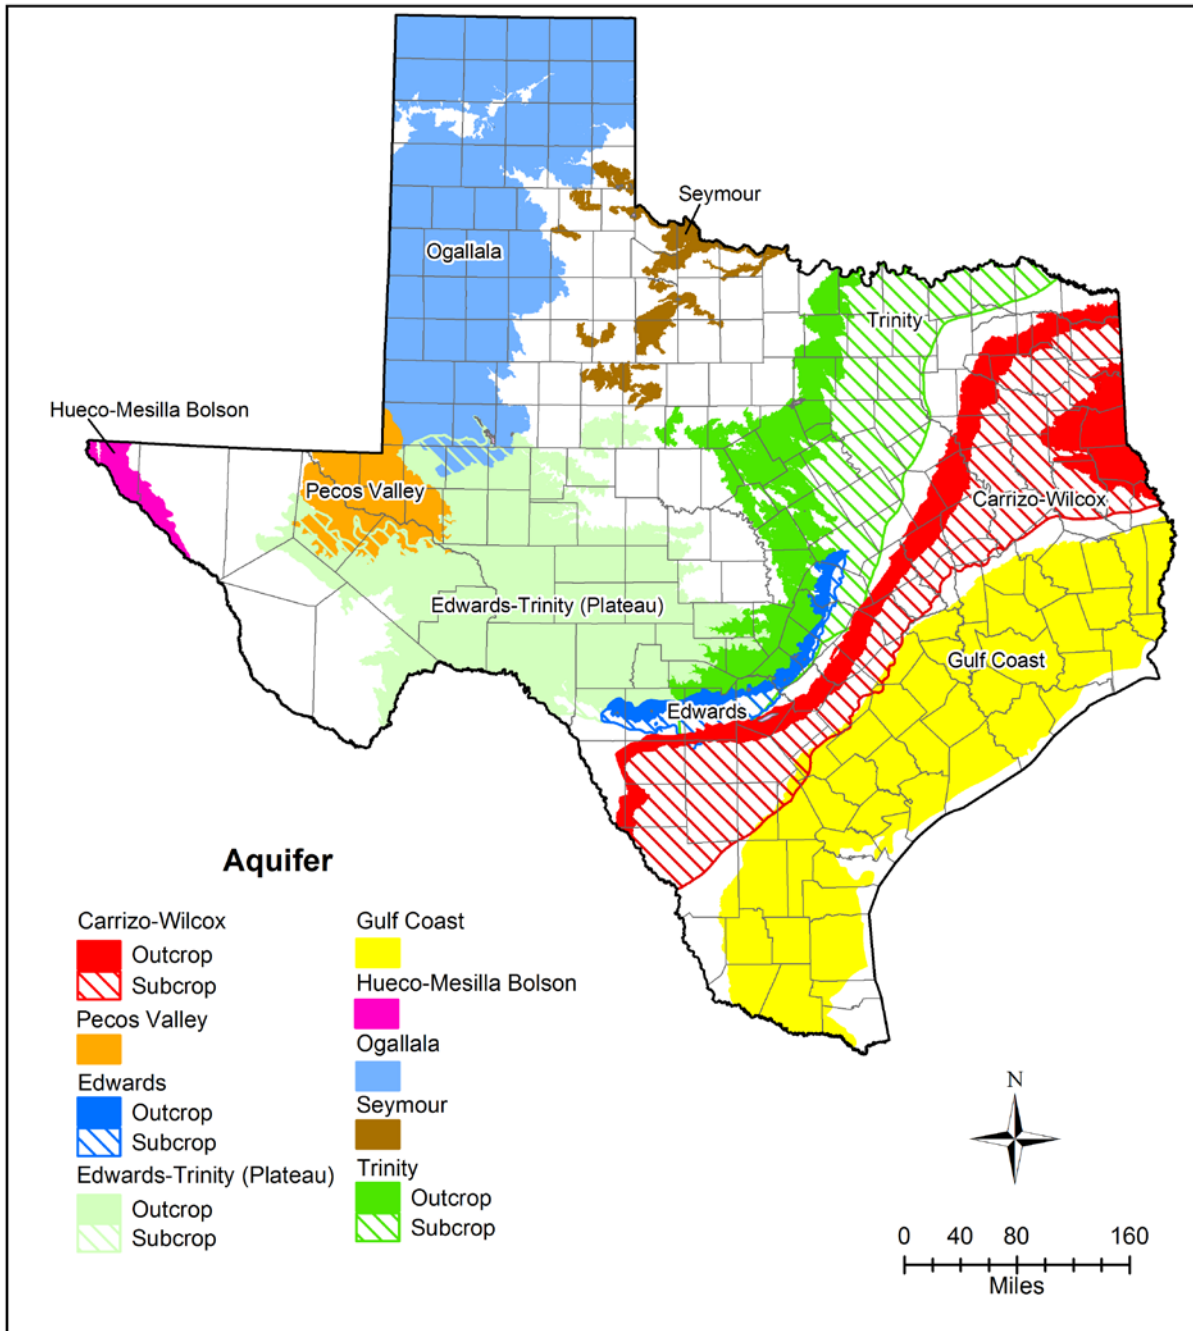 Seymour
Ogallala
Trinity
Hueco-Mesilla Bolson
Pecos Valley
Carrizo-Wilcox
Edwards-Trinity (Plateau)
Gulf Coast
Edwards
Aquifer
Carrizo-Wilcox
Outcrop
Subcrop
Pecos Valley
Edwards
Outcrop
Subcrop
Edwards-Trinity (Plateau)
Outcrop
Subcrop
Gulf Coast
Hueco-Mesilla Bolson
Ogallala
Seymour
Trinity
Outcrop
Subcrop
N
0 40 80 160
Miles